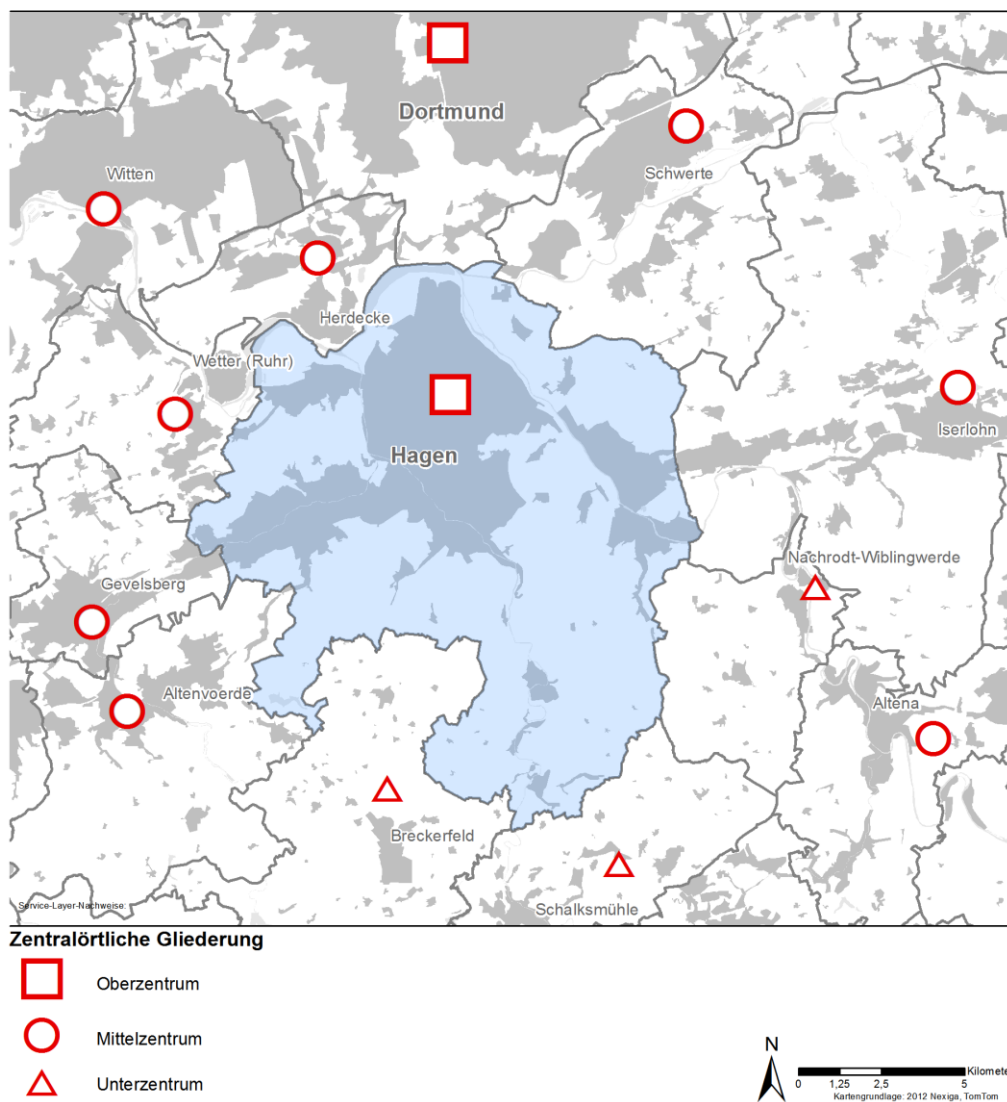 Dortmund
Witten
Schwerte
Herdecke
Wetter (Ruhr)
Iserlohn
Hagen
Nachrodt-Wiblingwerde
Gevelsberg
Altenvoerde
Altena
Breckerfeld
Schalksmühle
Service-Layer-Nachweise:
Zentralörtliche Gliederung
Oberzentrum
Mittelzentrum
Unterzentrum
N
Kilomete
0 1,25 2,5 5
Kartengrundlage: 2012 Nexiga, TomTom